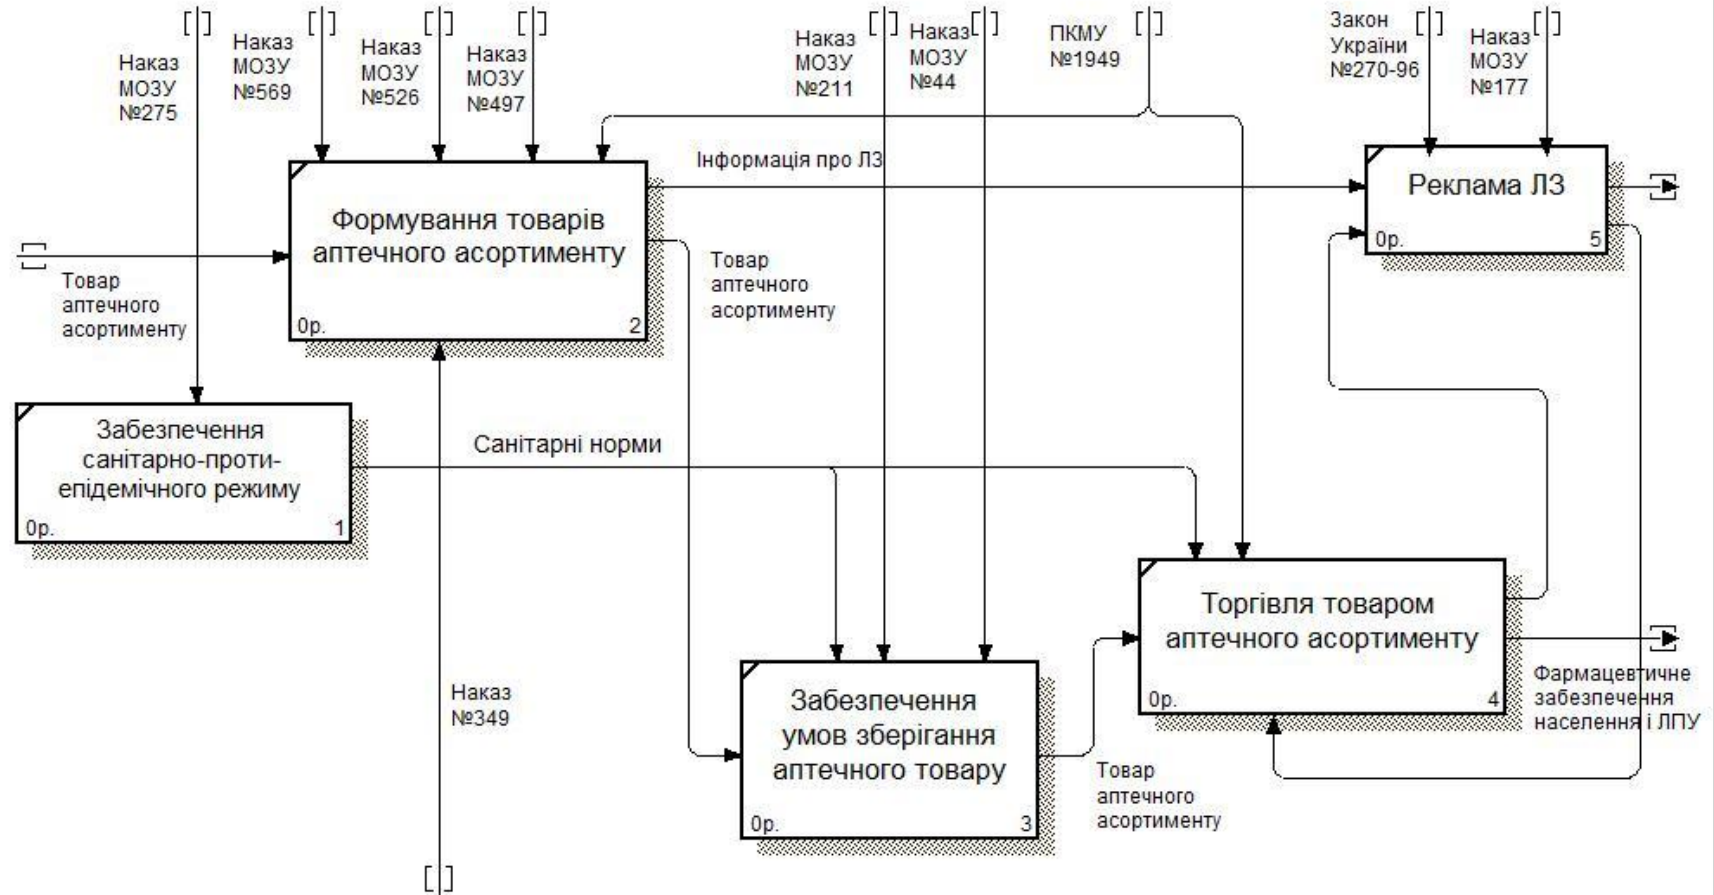 Наказ
МОЗУ
№275
Наказ
МОЗУ
№569
Наказ
МОЗУ
№526
Наказ
МОЗУ
№497
Наказ
МОЗУ
№211
Наказ
МОЗУ
№44
ПКМУ
№1949
Закон
України
№270-96
Наказ
МОЗУ
№177
Інформація про ЛЗ
Реклама ЛЗ
0р. 5
Формування товарів
аптечного асортименту
0р. 2
Товар
аптечного
асортименту
Товар
аптечного
асортименту
Забезпечення
санітарно-проти-
епідемічного режиму
0р. 1
Санітарні норми
Торгівля товаром
аптечного асортименту
0р. 4
Фармацевтичне
забезпечення
населення і ЛПУ
Наказ
№349
Забезпечення
умов зберігання
аптечного товару
0р. 3
Товар
аптечного
асортименту